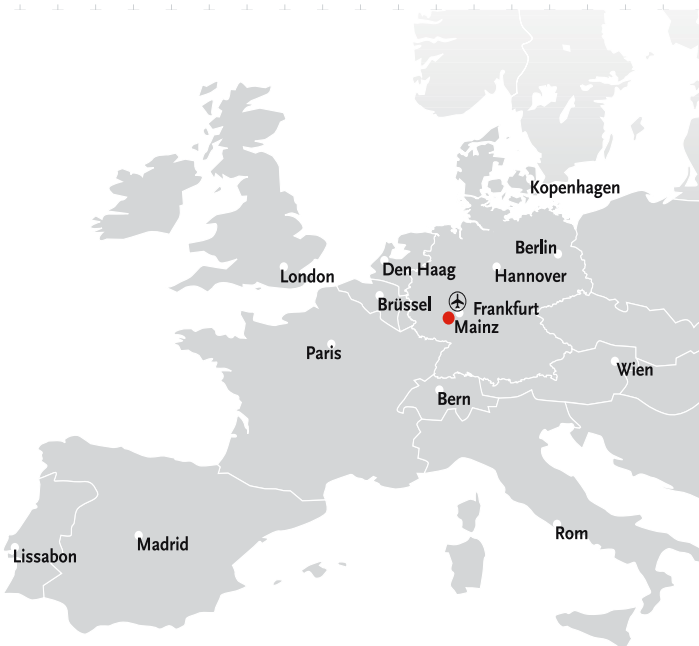 Kopenhagen
Berlin
Den Haag
Hannover
London
Brüssel
Frankfurt
Mainz
Paris
Wien
Bern
Rom
Madrid
Lissabon